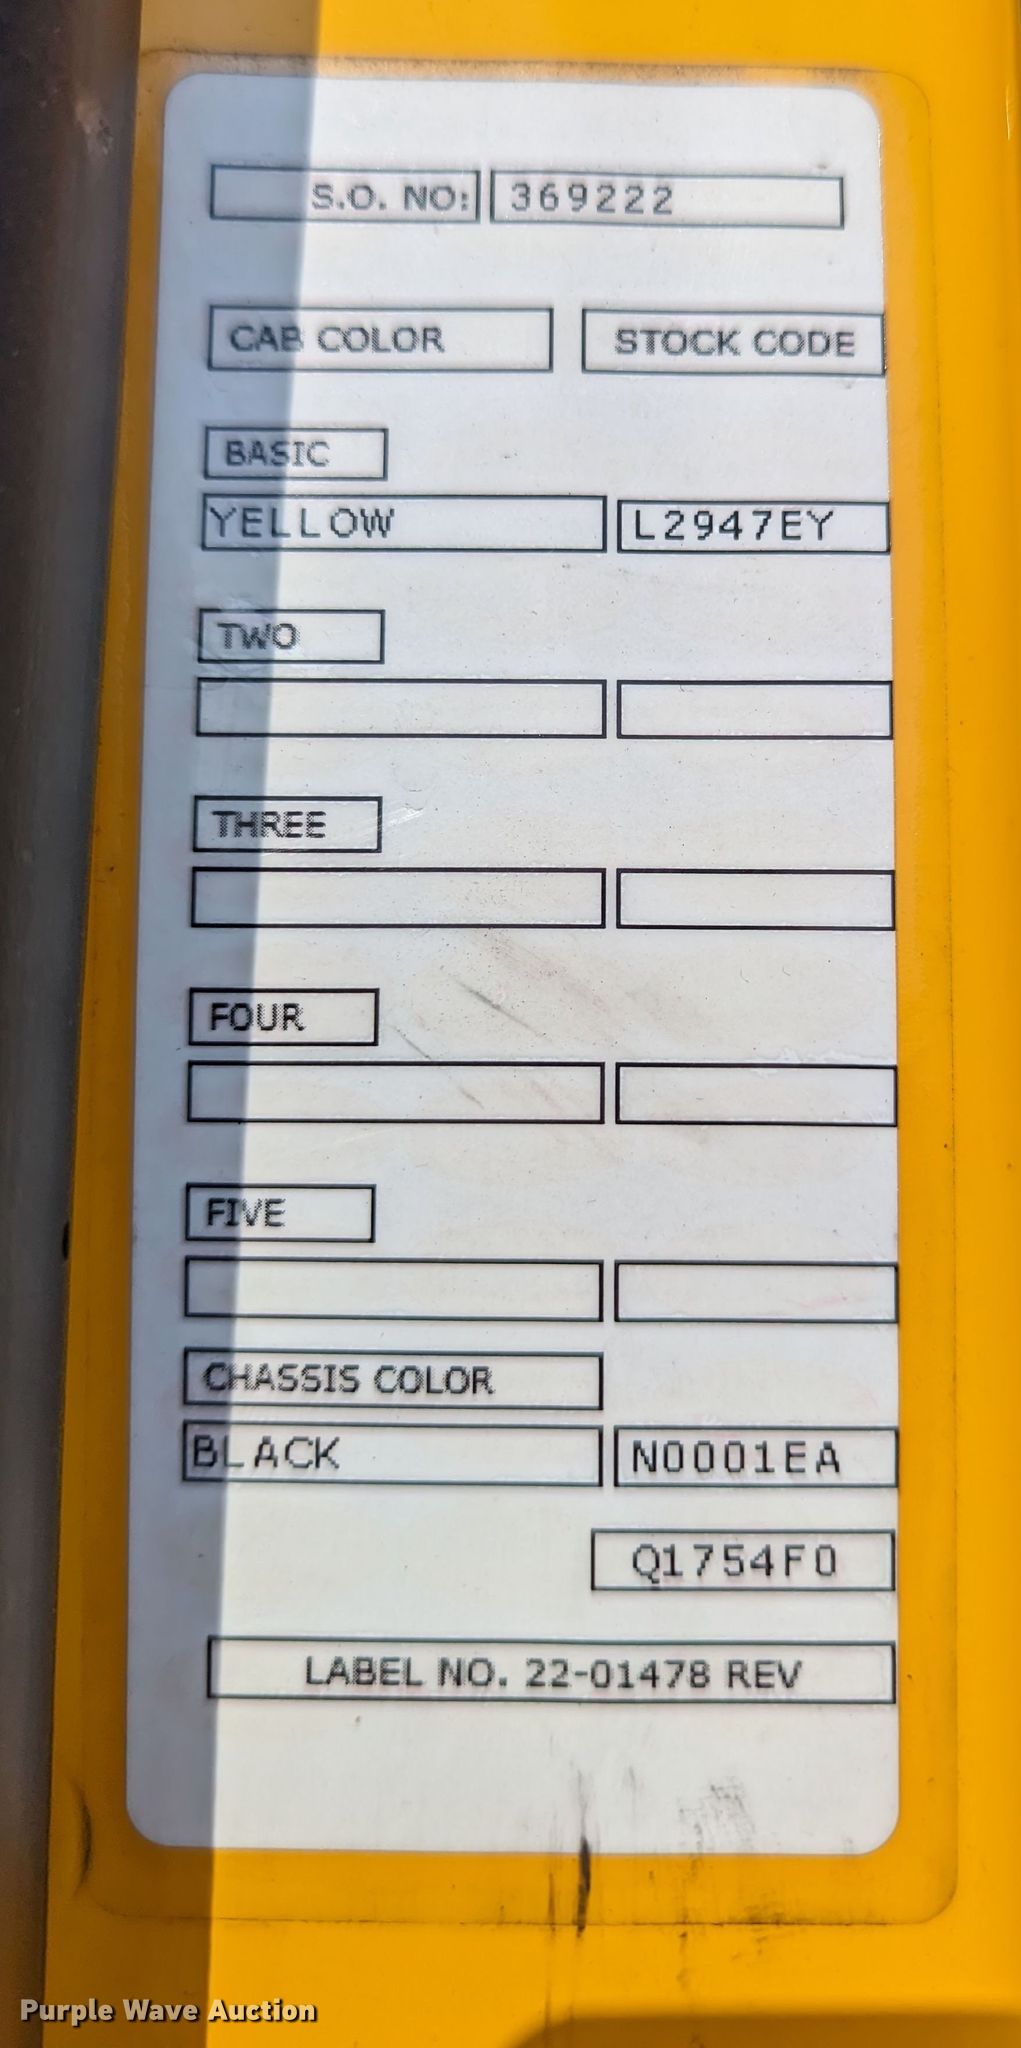 S.O. NO: 369222
CAB COLOR STOCK CODE
BASIC
YELLOW L2947EY
TWO
THREE
FOUR
FIVE
CHASSIS COLOR
BLACK N0001EA
Q1754F0
LABEL NO. 22-01478 REV
Purple Wave Auction